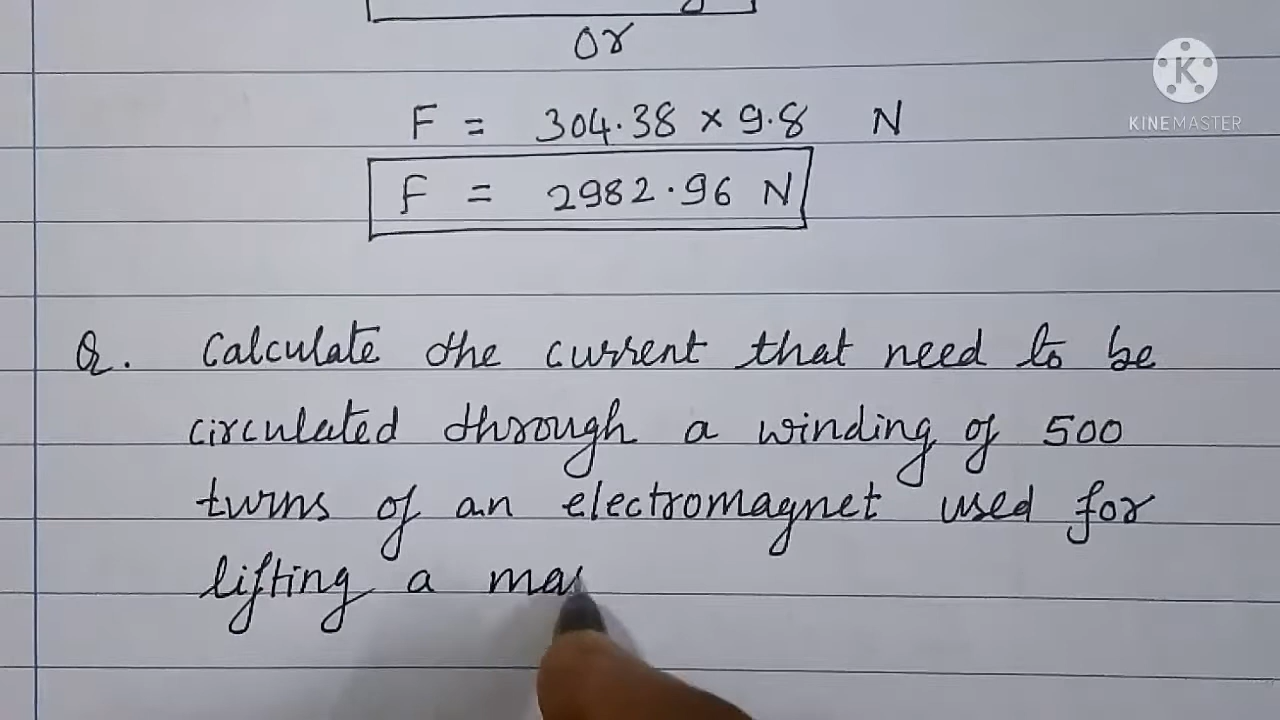 or
F = 304.38 × 9.8 N
F = 2982.96 N
Q. Calculate the current that need to be
circulated through a winding of 500
turns of an electromagnet used for
lifting a mas
K
KINEMASTER